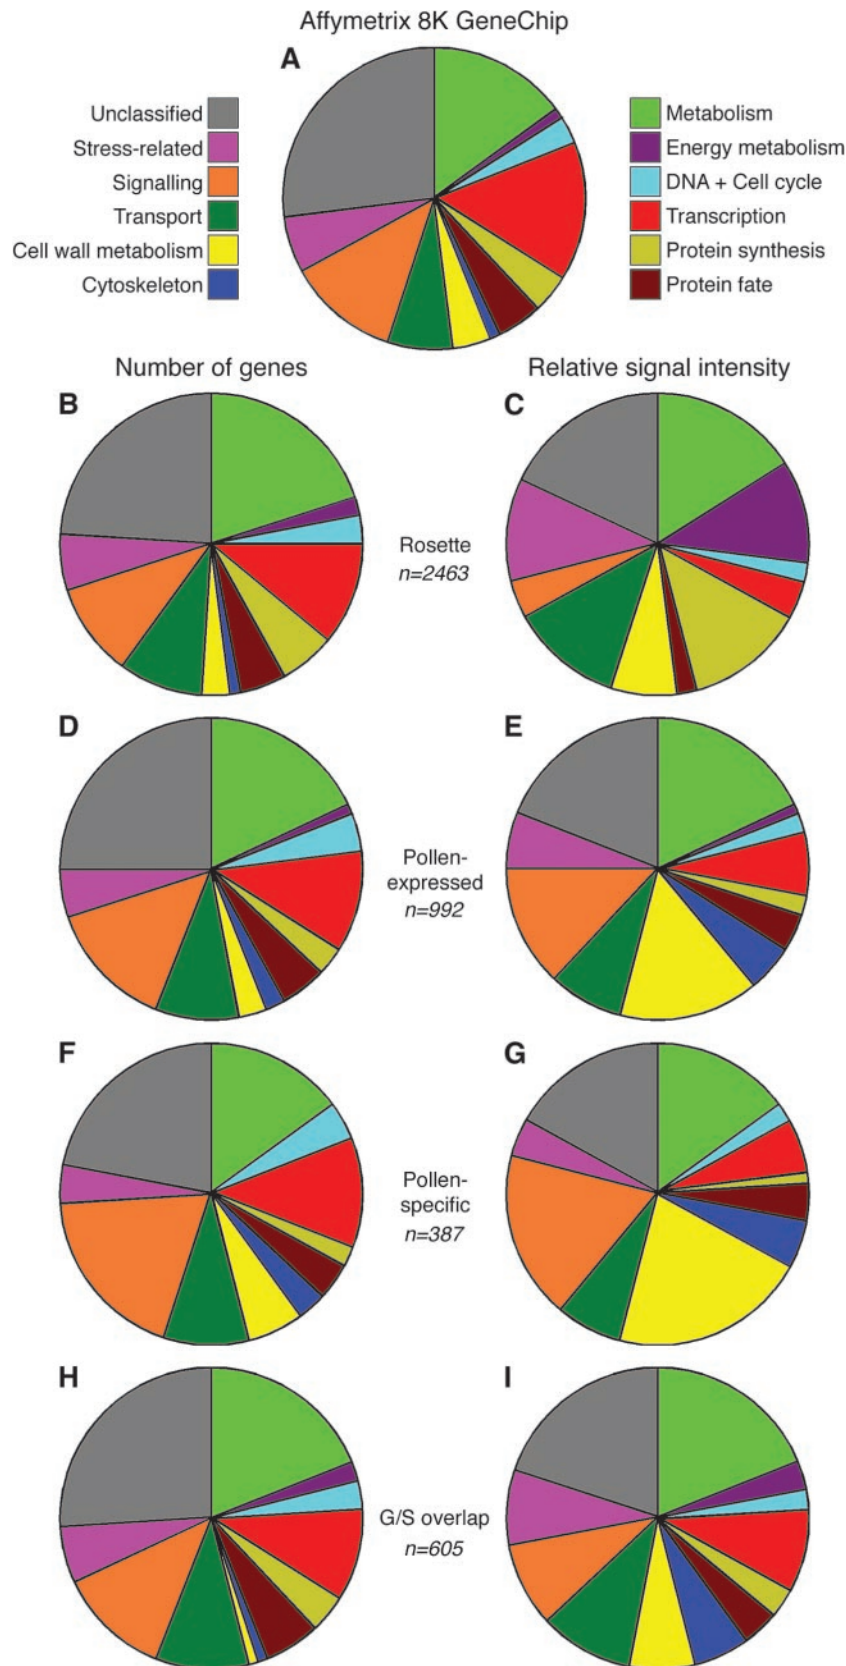 Affymetrix 8K GeneChip
A
Unclassified
Stress-related
Signalling
Transport
Cell wall metabolism
Cytoskeleton
Metabolism
Energy metabolism
DNA + Cell cycle
Transcription
Protein synthesis
Protein fate
Number of genes
Relative signal intensity
B
C
Rosette
n=2463
D
E
Pollen-
expressed
n=992
F
G
Pollen-
specific
n=387
H
I
G/S overlap
n=605